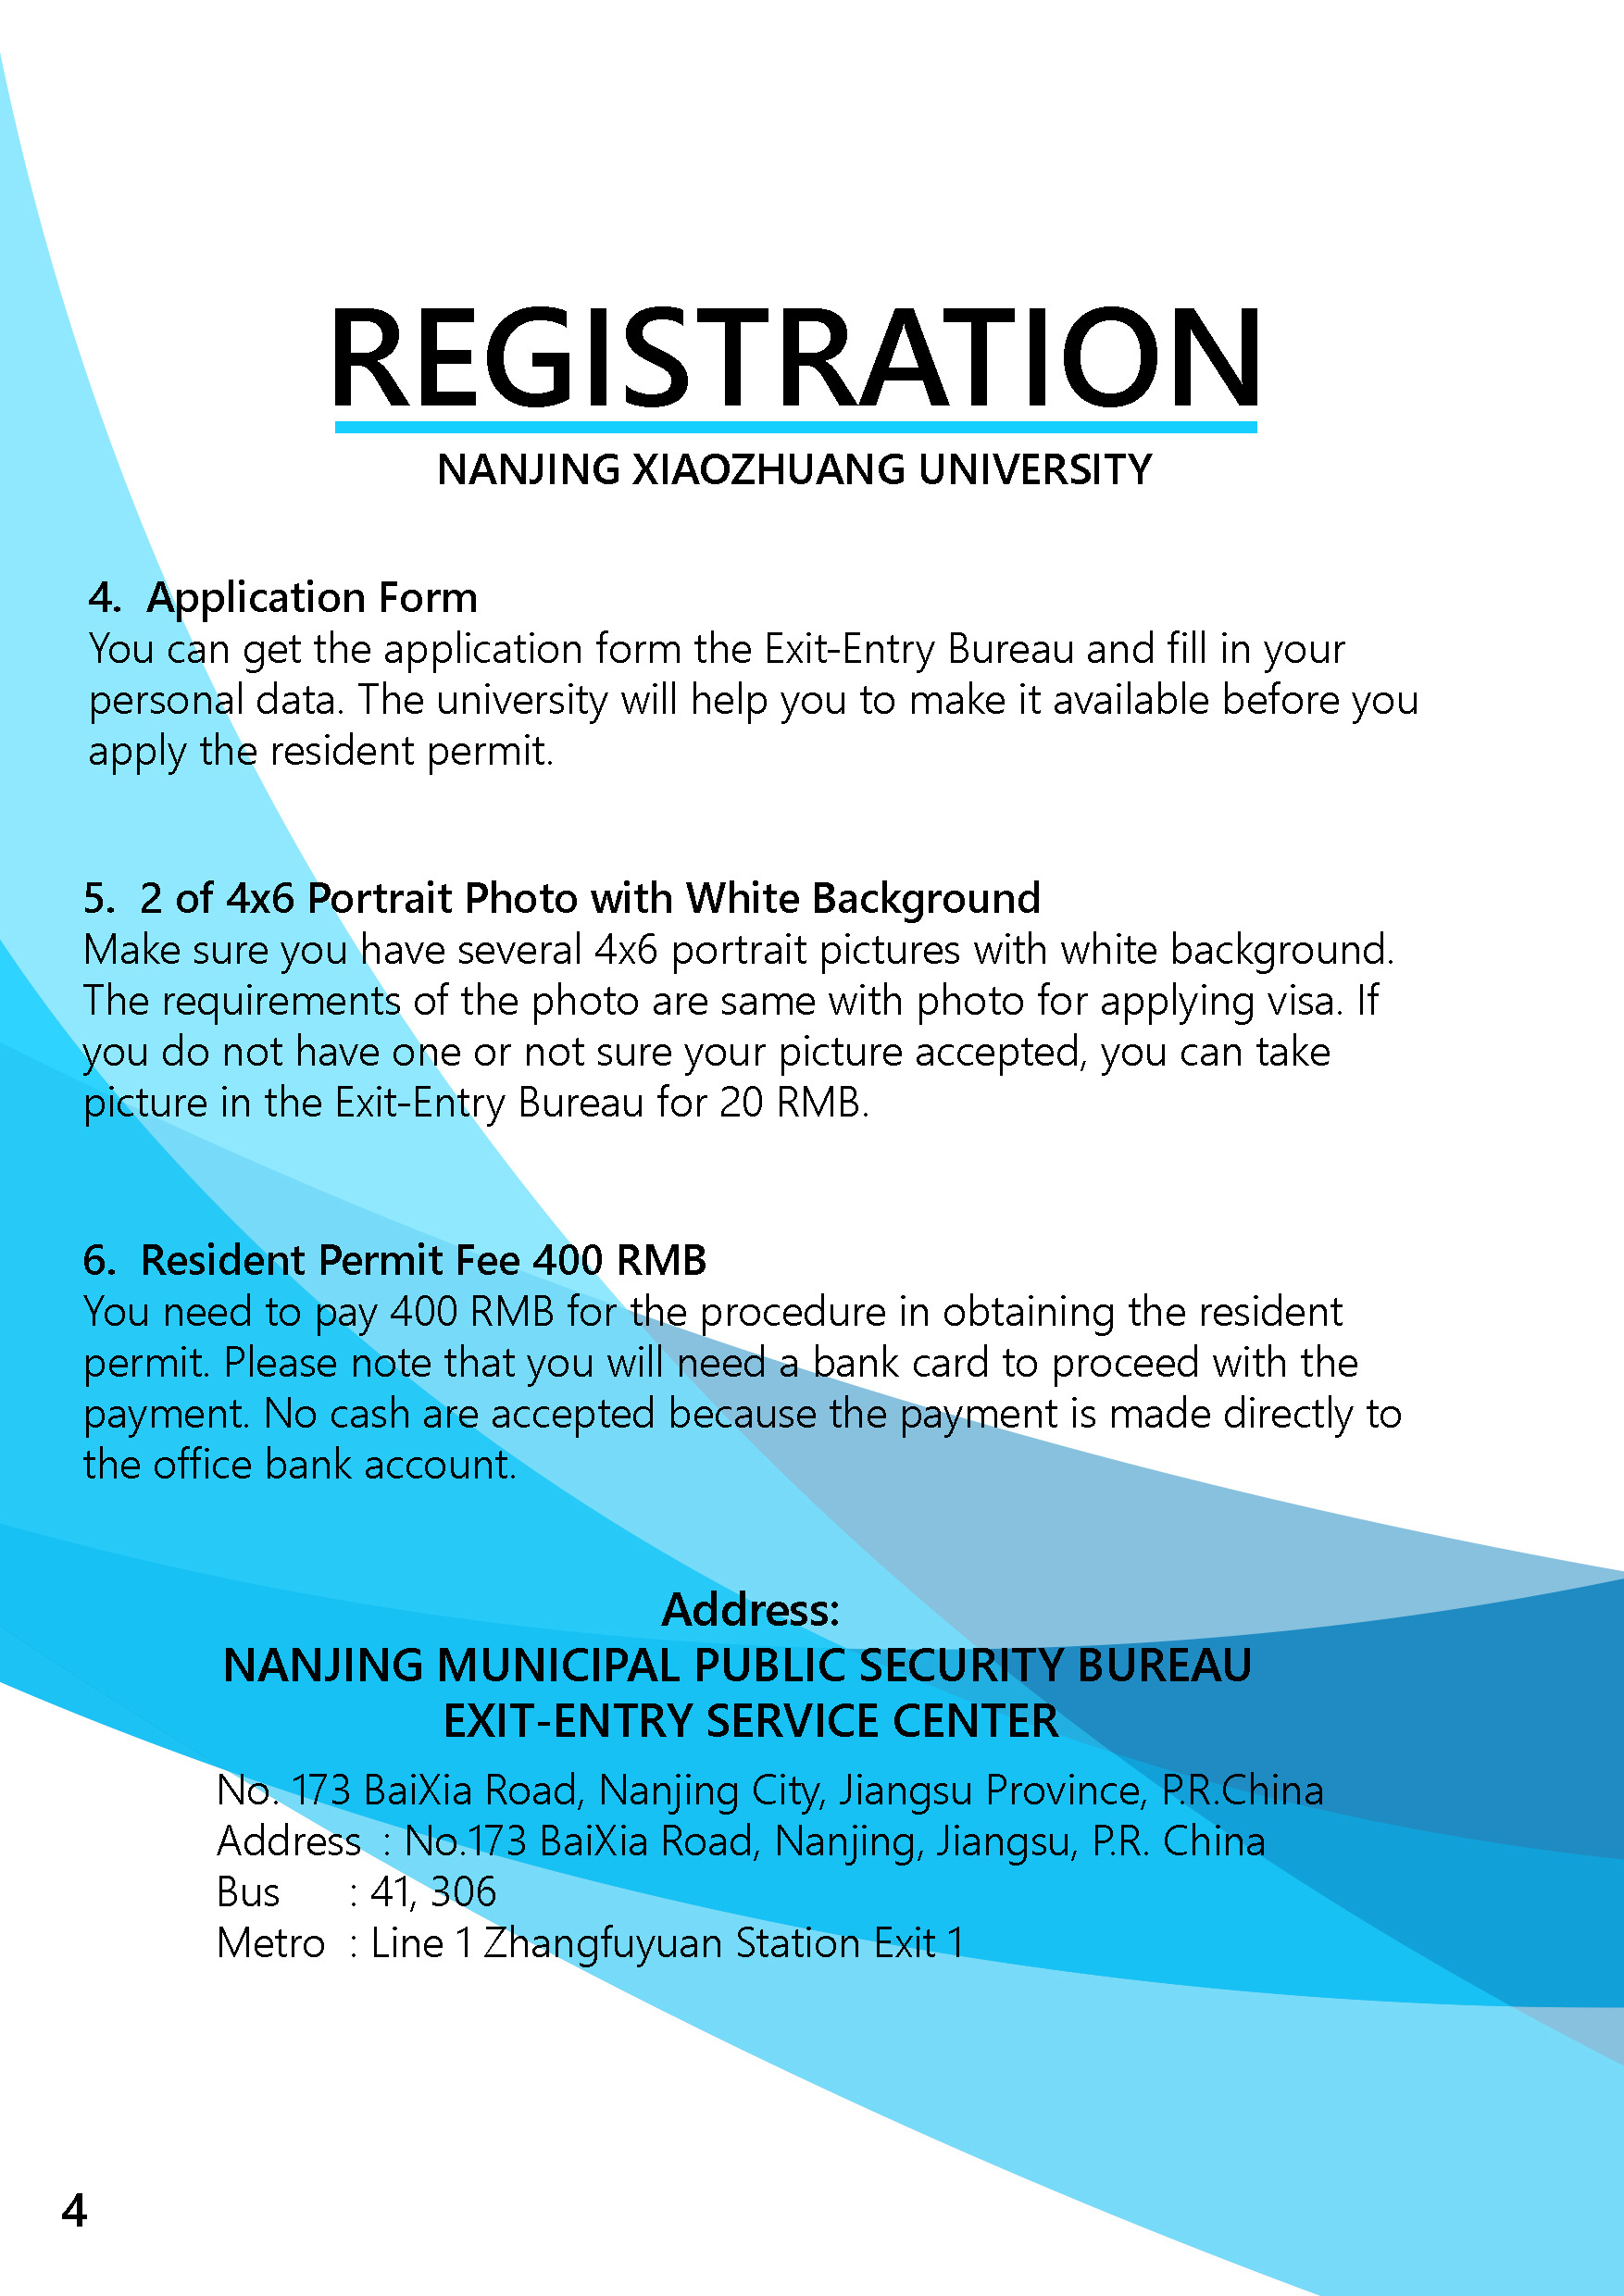 REGISTRATION
NANJING XIAOZHUANG UNIVERSITY
4. Application Form
You can get the application form the Exit-Entry Bureau and fill in your
personal data. The university will help you to make it available before you
apply the resident permit.
5. 2 of 4x6 Portrait Photo with White Background
Make sure you have several 4x6 portrait pictures with white background.
The requirements of the photo are same with photo for applying visa. If
you do not have one or not sure your picture accepted, you can take
picture in the Exit-Entry Bureau for 20 RMB.
6. Resident Permit Fee 400 RMB
You need to pay 400 RMB for the procedure in obtaining the resident
permit. Please note that you will need a bank card to proceed with the
payment. No cash are accepted because the payment is made directly to
the office bank account.
Address:
NANJING MUNICIPAL PUBLIC SECURITY BUREAU
EXIT-ENTRY SERVICE CENTER
No. 173 BaiXia Road, Nanjing City, Jiangsu Province, P.R.China
Address : No.173 BaiXia Road, Nanjing, Jiangsu, P.R. China
Bus : 41, 306
Metro : Line 1 Zhangfuyuan Station Exit 1
4